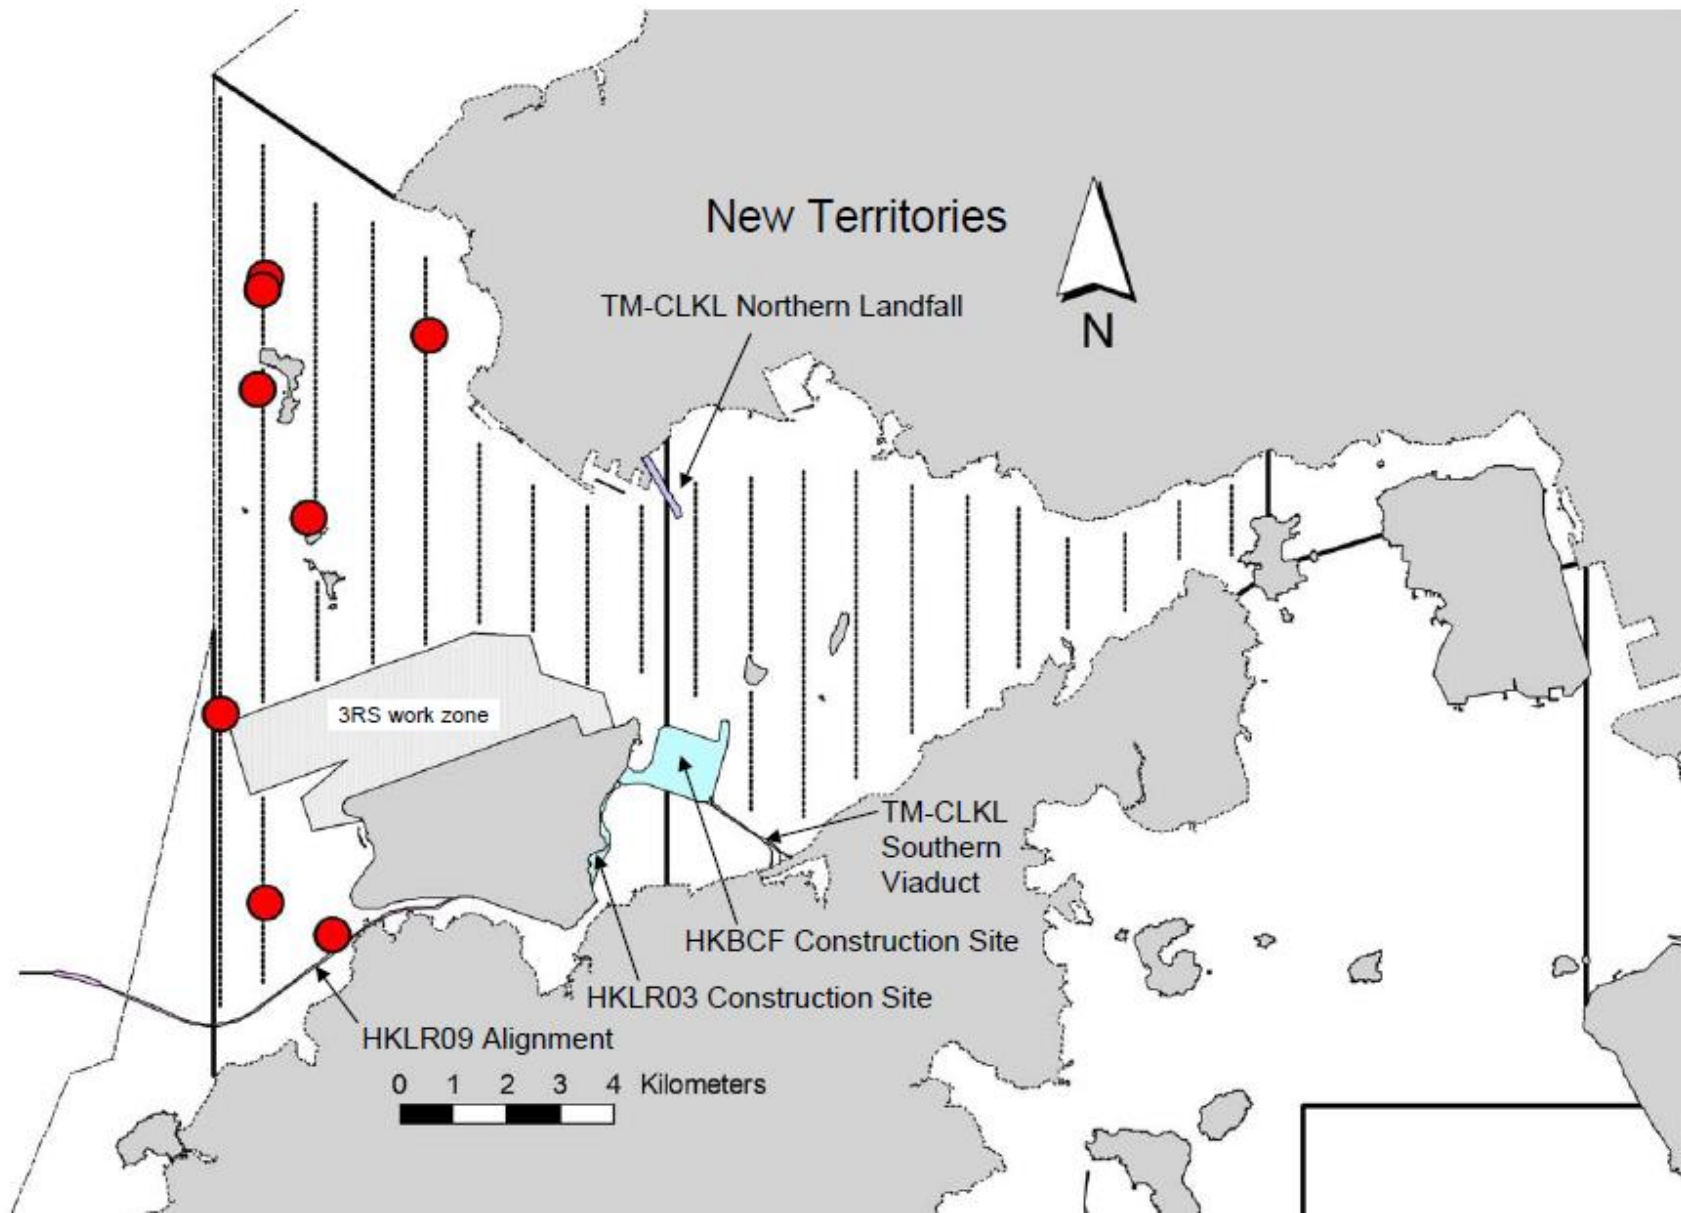 New Territories
TM-CLKL Northern Landfall
N
3RS work zone
TM-CLKL
Southern
Viaduct
HKBCF Construction Site
HKLR03 Construction Site
HKLR09 Alignment
0 1 2 3 4 Kilometers